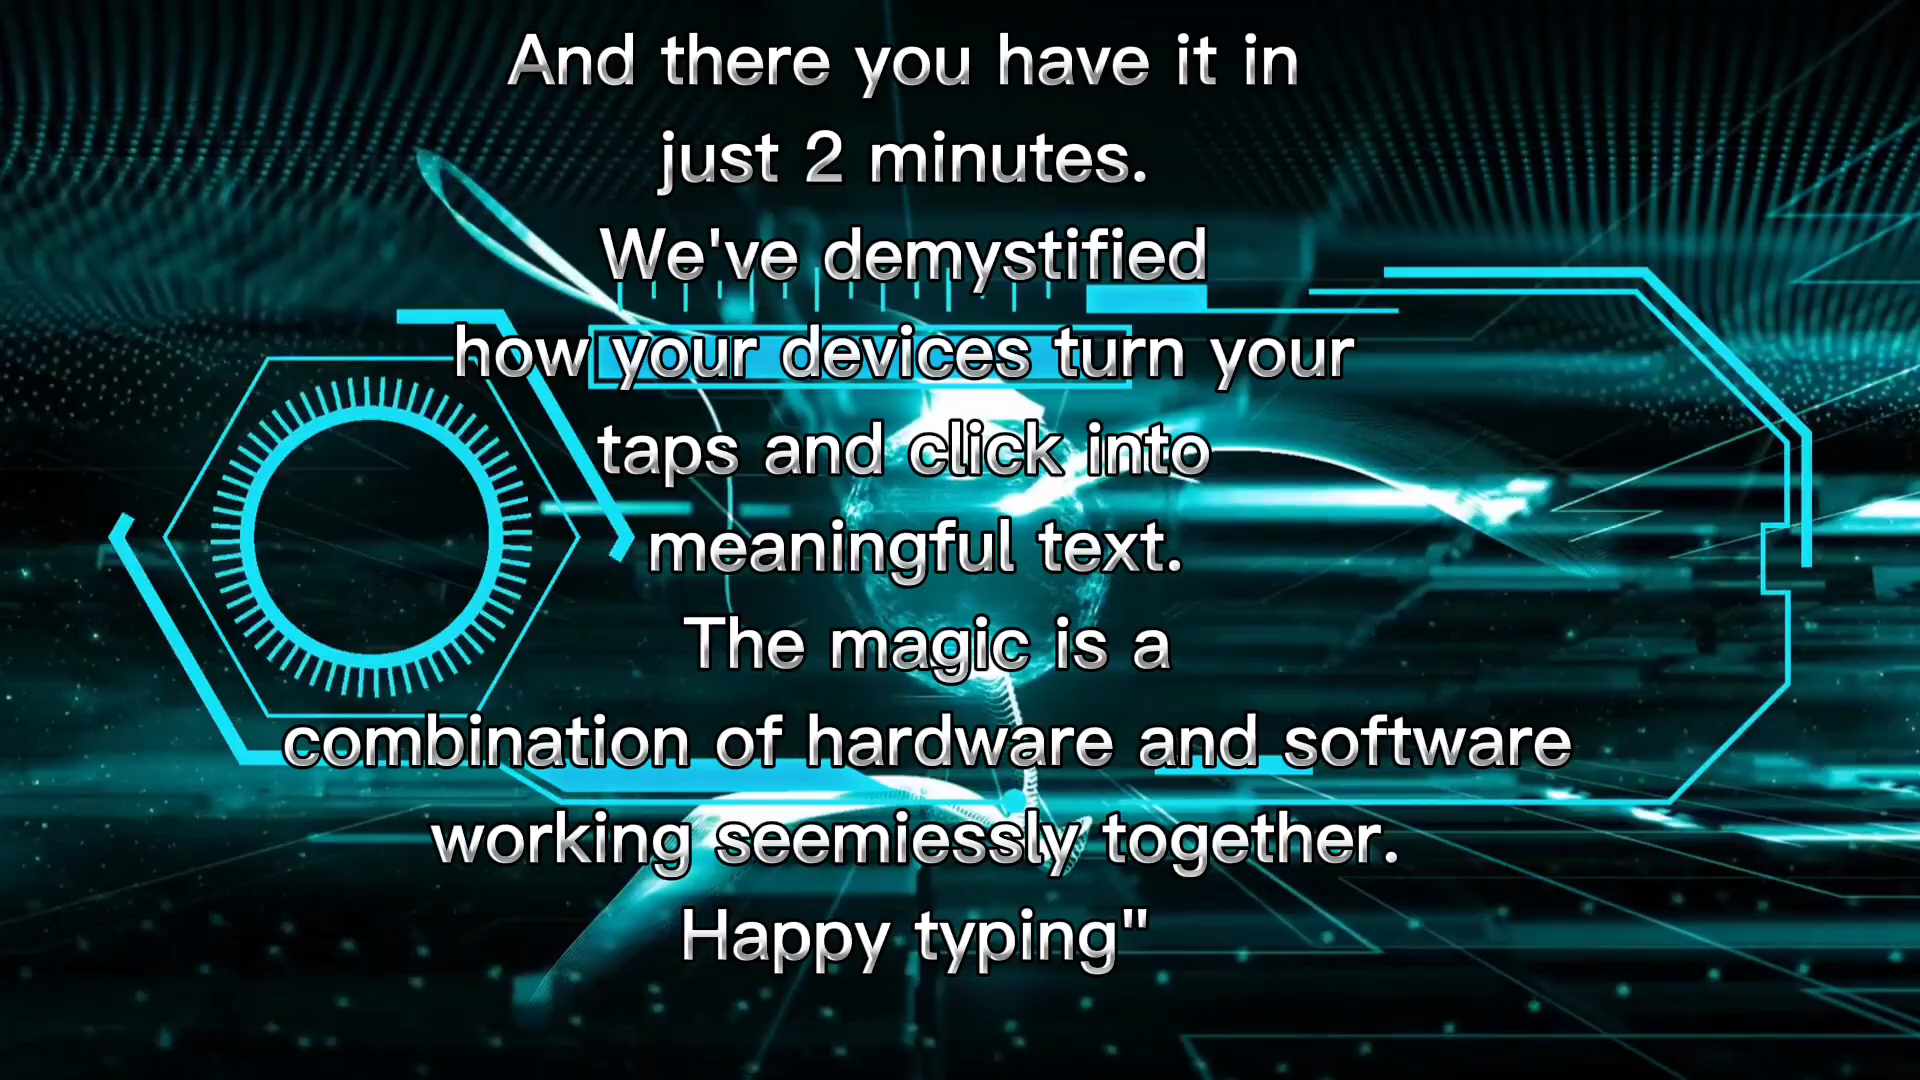 And there you have it in
just 2 minutes.
We've demystified
how your devices turn your
taps and click into
meaningful text.
The magic is a
combination of hardware and software
working seemiessly together.
Happy typing"